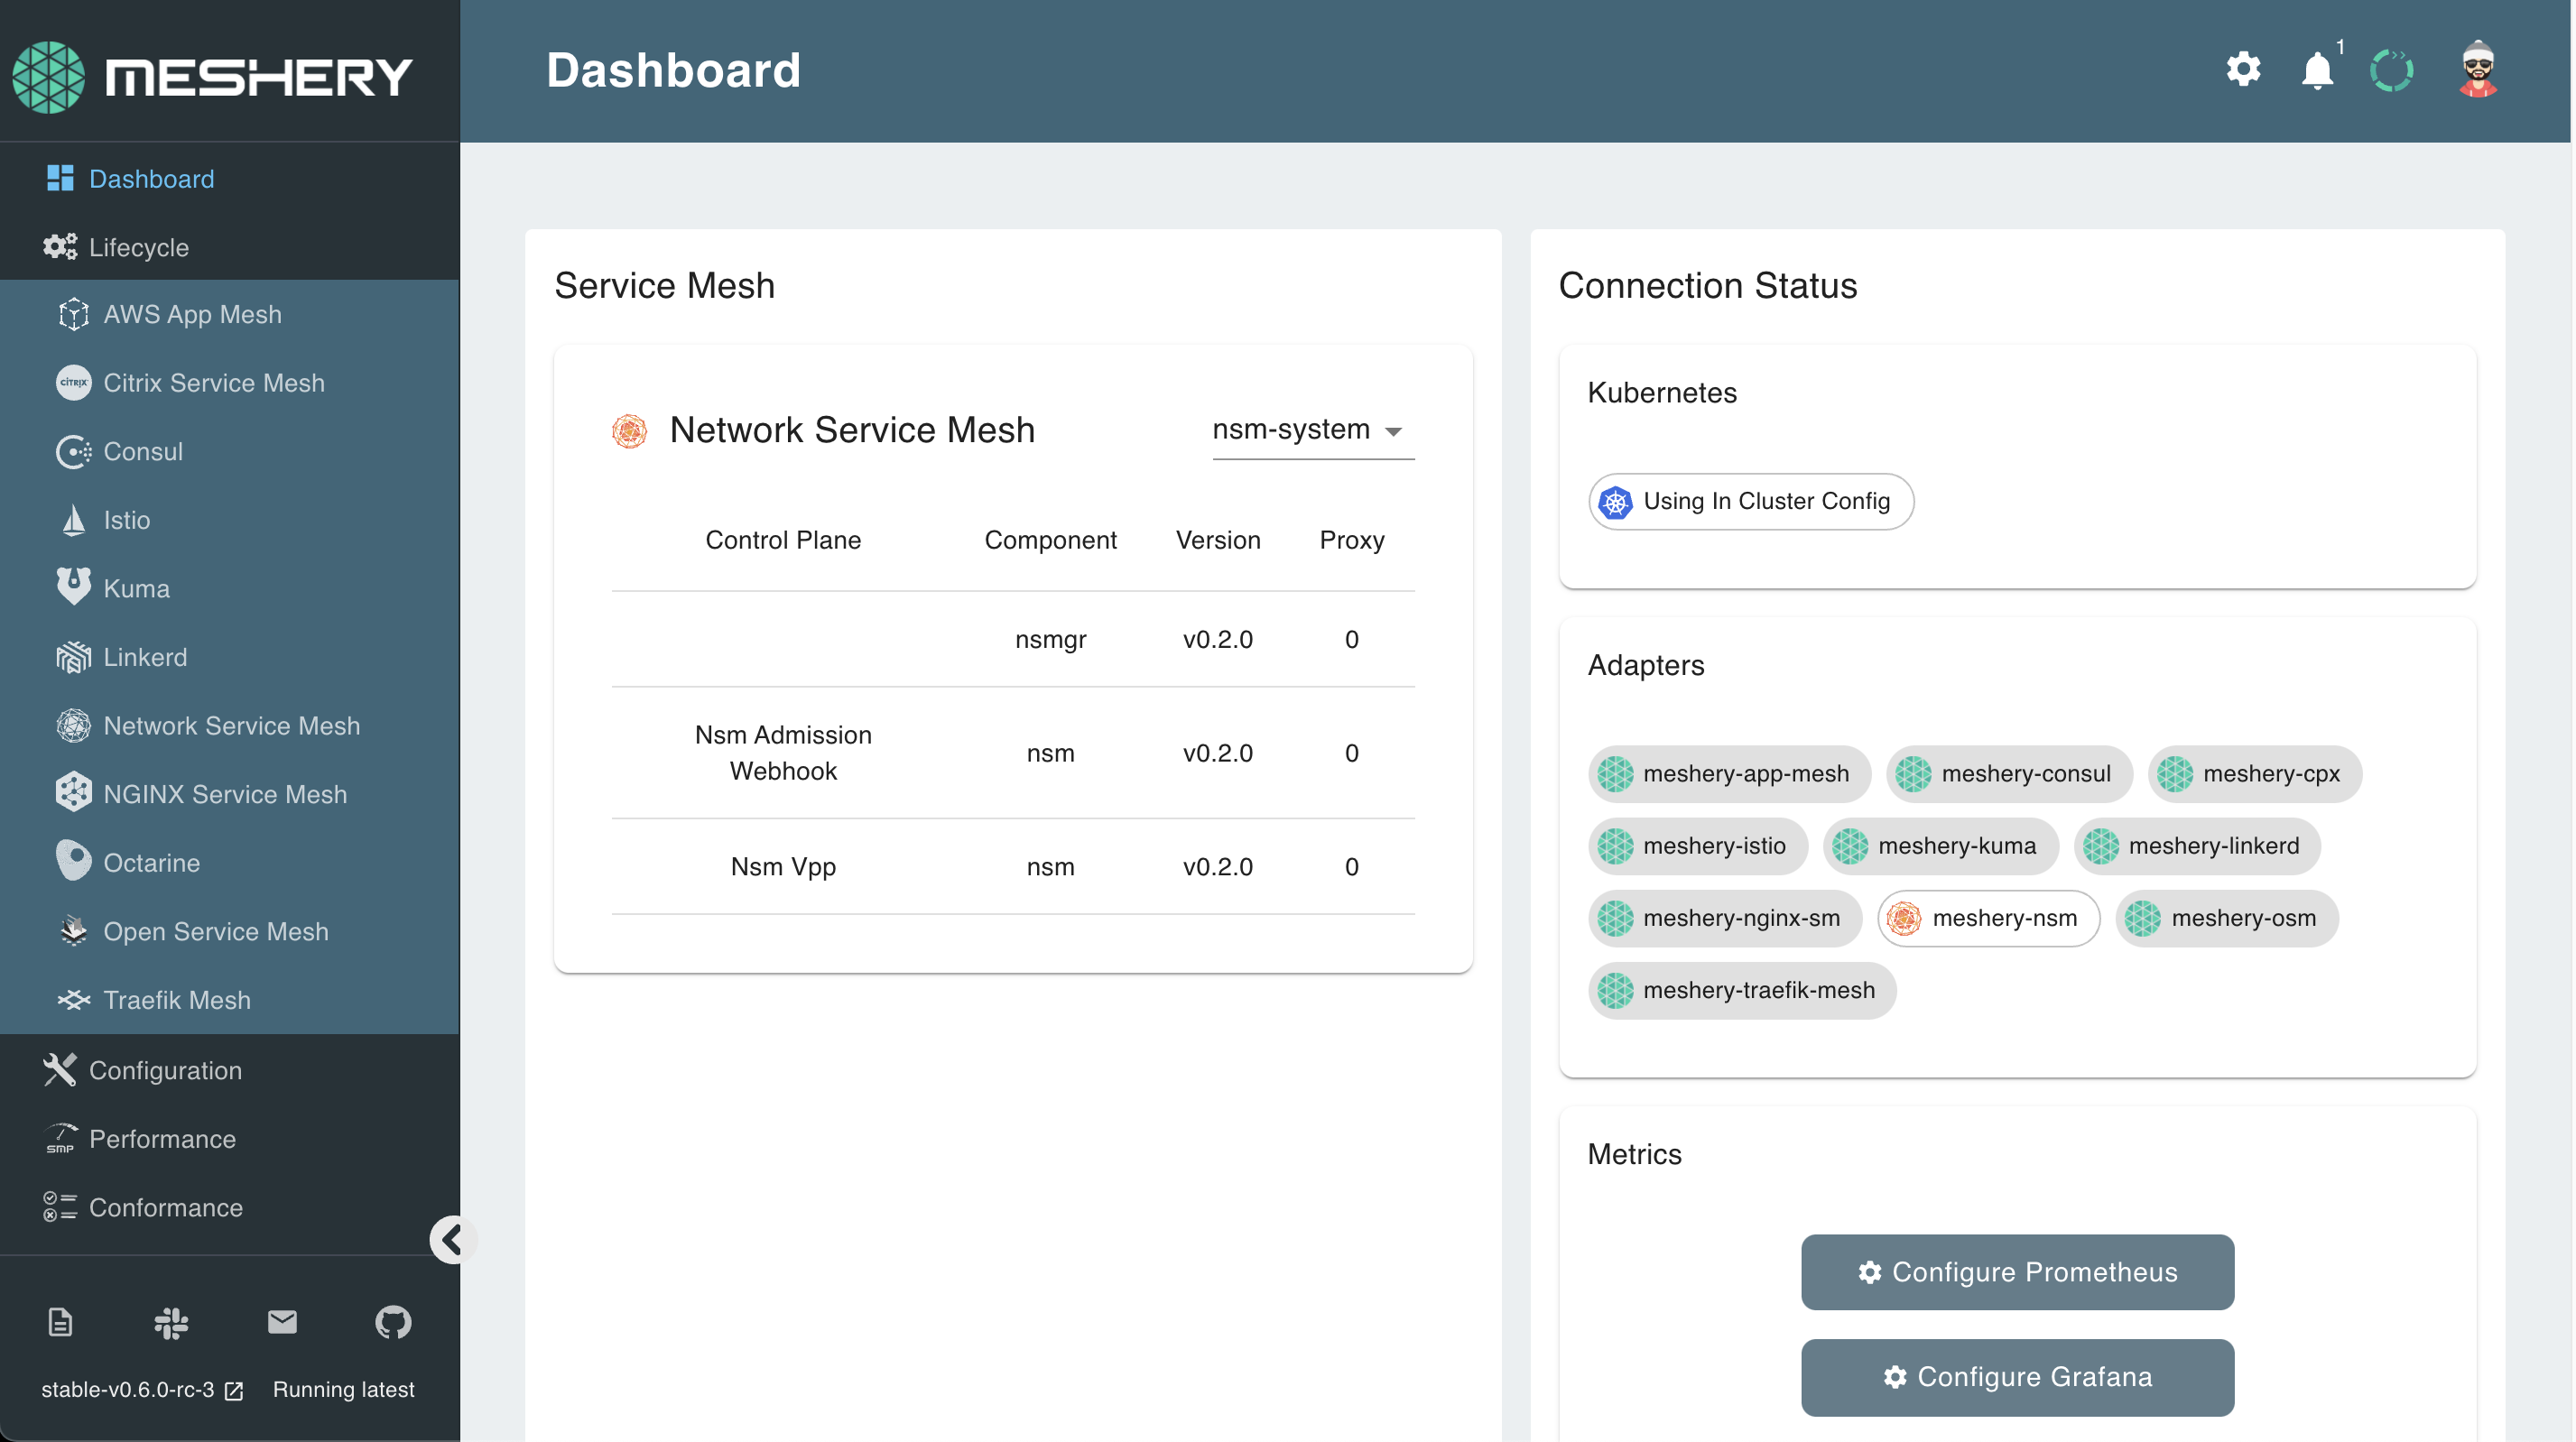 MESHERY
Dashboard
Lifecycle
AWS App Mesh
CİTRIX
Citrix Service Mesh
Consul
Istio
Kuma
Linkerd
Network Service Mesh
NGINX Service Mesh
Octarine
Open Service Mesh
Traefik Mesh
Configuration
SMP
Performance
Conformance
stable-v0.6.0-rc-3 Running latest
Dashboard
1
Service Mesh
Network Service Mesh nsm-system
Control Plane Component Version Proxy
nsmgr v0.2.0 0
Nsm Admission
Webhook nsm v0.2.0 0
Nsm Vpp nsm v0.2.0 0
Connection Status
Kubernetes
Using In Cluster Config
Adapters
meshery-app-mesh meshery-consul meshery-cpx
meshery-istio meshery-kuma meshery-linkerd
meshery-nginx-sm meshery-nsm meshery-osm
meshery-traefik-mesh
Metrics
Configure Prometheus
Configure Grafana